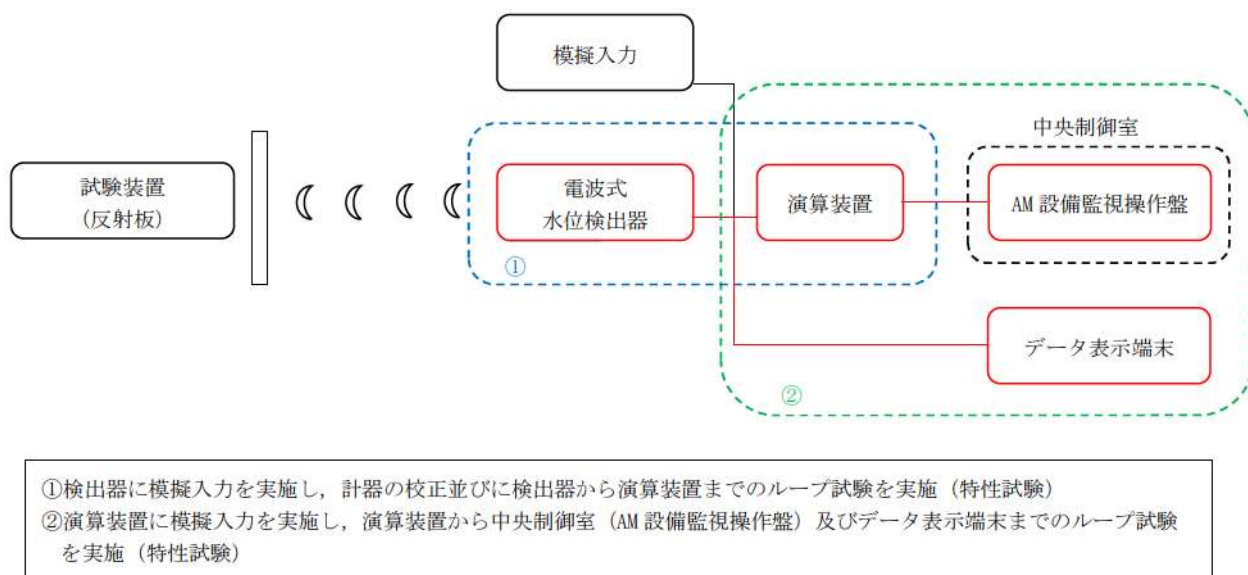 模擬入力
中央制御室
試験装置
(反射板)
電波式
水位検出器
演算装置
AM 設備監視操作盤
①
データ表示端末
②
①検出器に模擬入力を実施し，計器の校正並びに検出器から演算装置までのループ試験を実施（特性試験）
②演算装置に模擬入力を実施し，演算装置から中央制御室（AM 設備監視操作盤）及びデータ表示端末までのループ試験
を実施（特性試験）